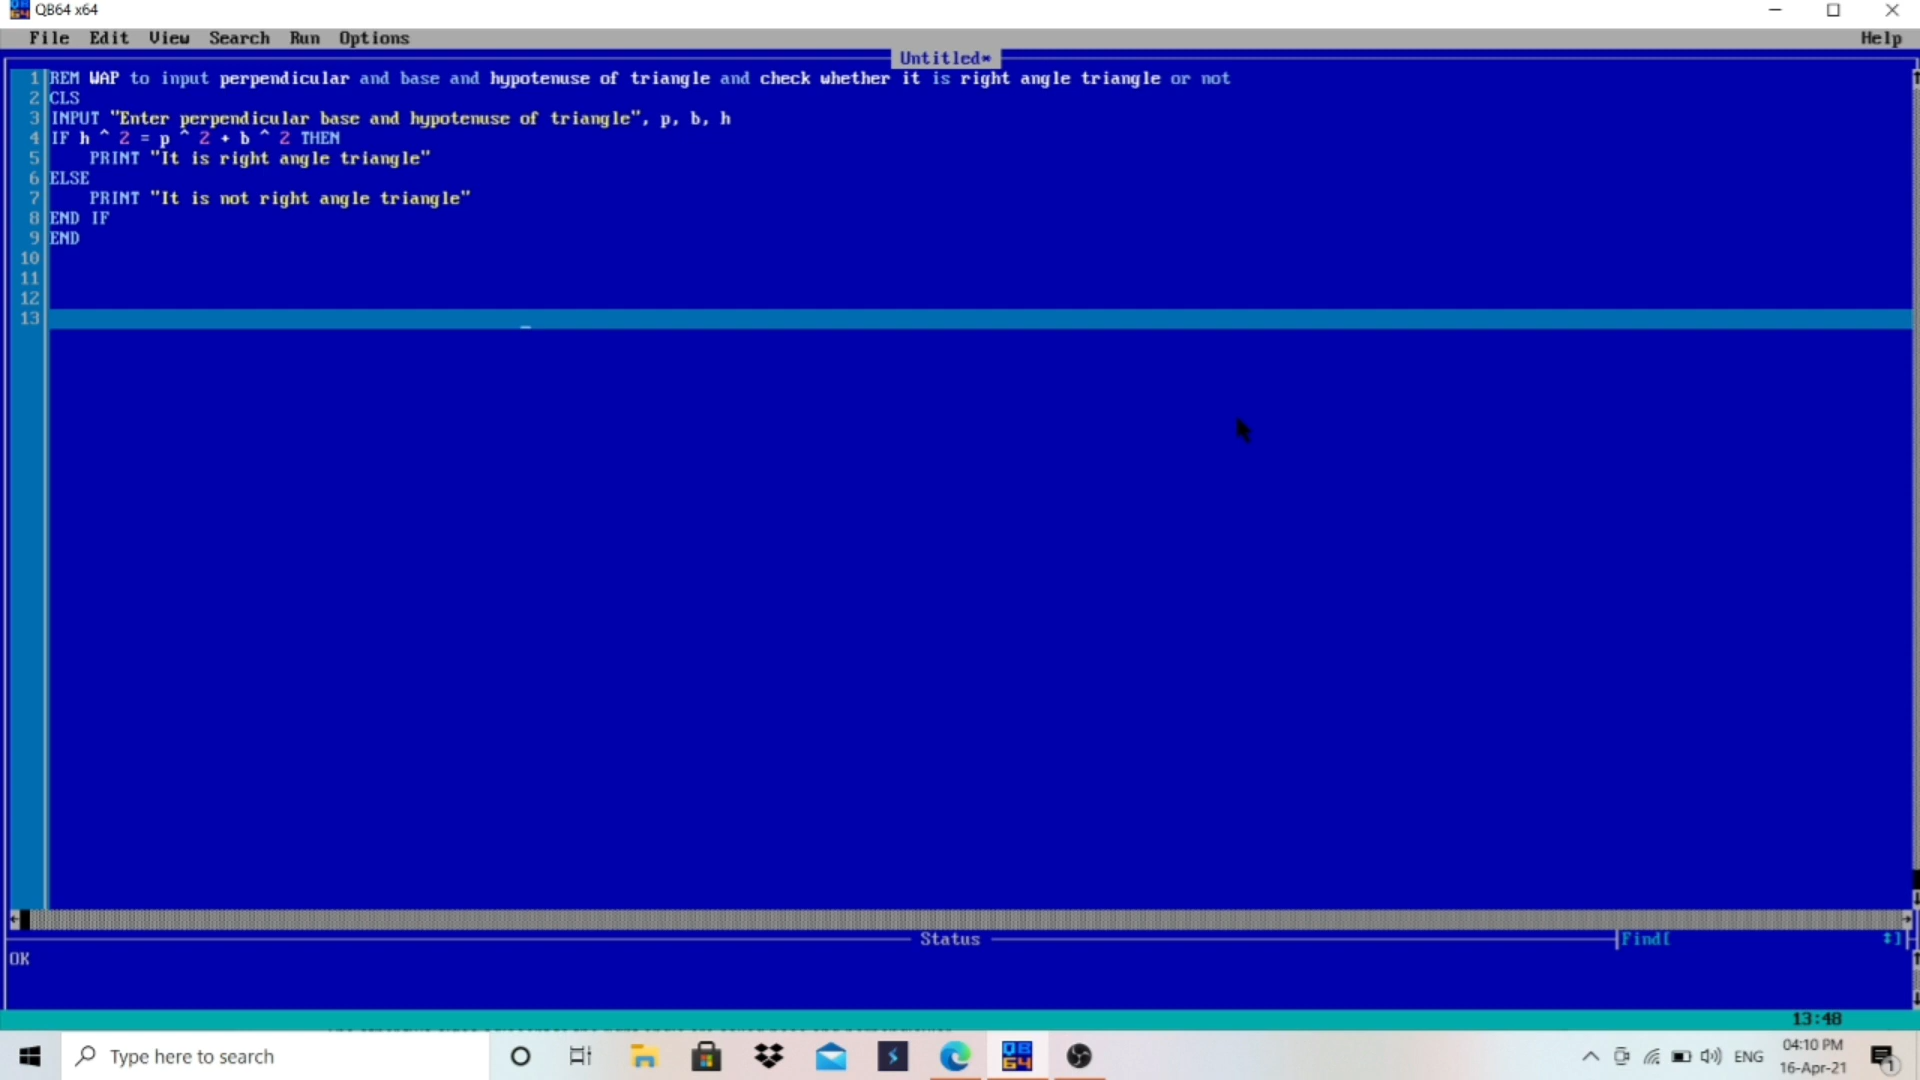 QB64 x64
File Edit View Search Run Options Help
Untitled*
1 REM WAP to input perpendicular and base and hypotenuse of triangle and check whether it is right angle triangle or not
2 CLS
3 INPUT "Enter perpendicular base and hypotenuse of triangle", p, b, h
4 IF h ^ 2 = p ^ 2 + b ^ 2 THEN
5 PRINT "It is right angle triangle"
6 ELSE
7 PRINT "It is not right angle triangle"
8 END IF
9 END
10
11
12
13
Status
Find[ ]
OK
13:48
Type here to search
QB64
ENG
04:10 PM
16-Apr-21
1